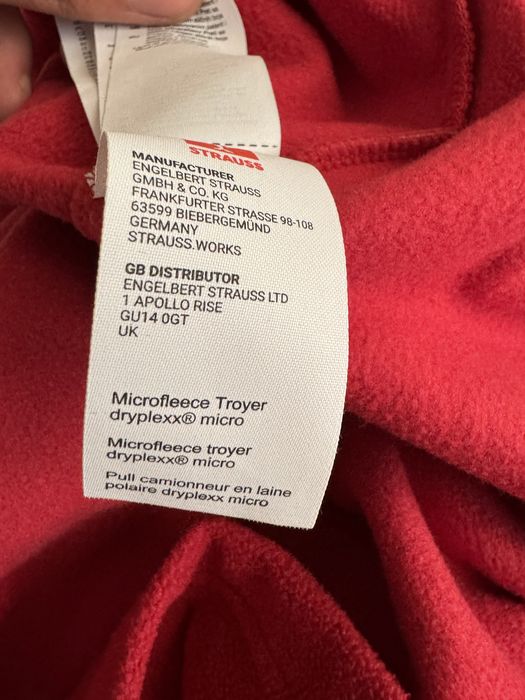 STRAUSS
MANUFACTURER
ENGELBERT STRAUSS
GMBH & CO. KG
FRANKFURTER STRASSE 98-108
63599 BIEBERGEMÜND
GERMANY
STRAUSS.WORKS
GB DISTRIBUTOR
ENGELBERT STRAUSS LTD
1 APOLLO RISE
GU14 0GT
UK
Microfleece Troyer
dryplexx® micro
Microfleece troyer
dryplexx® micro
Pull camionneur en laine
polaire dryplexx micro